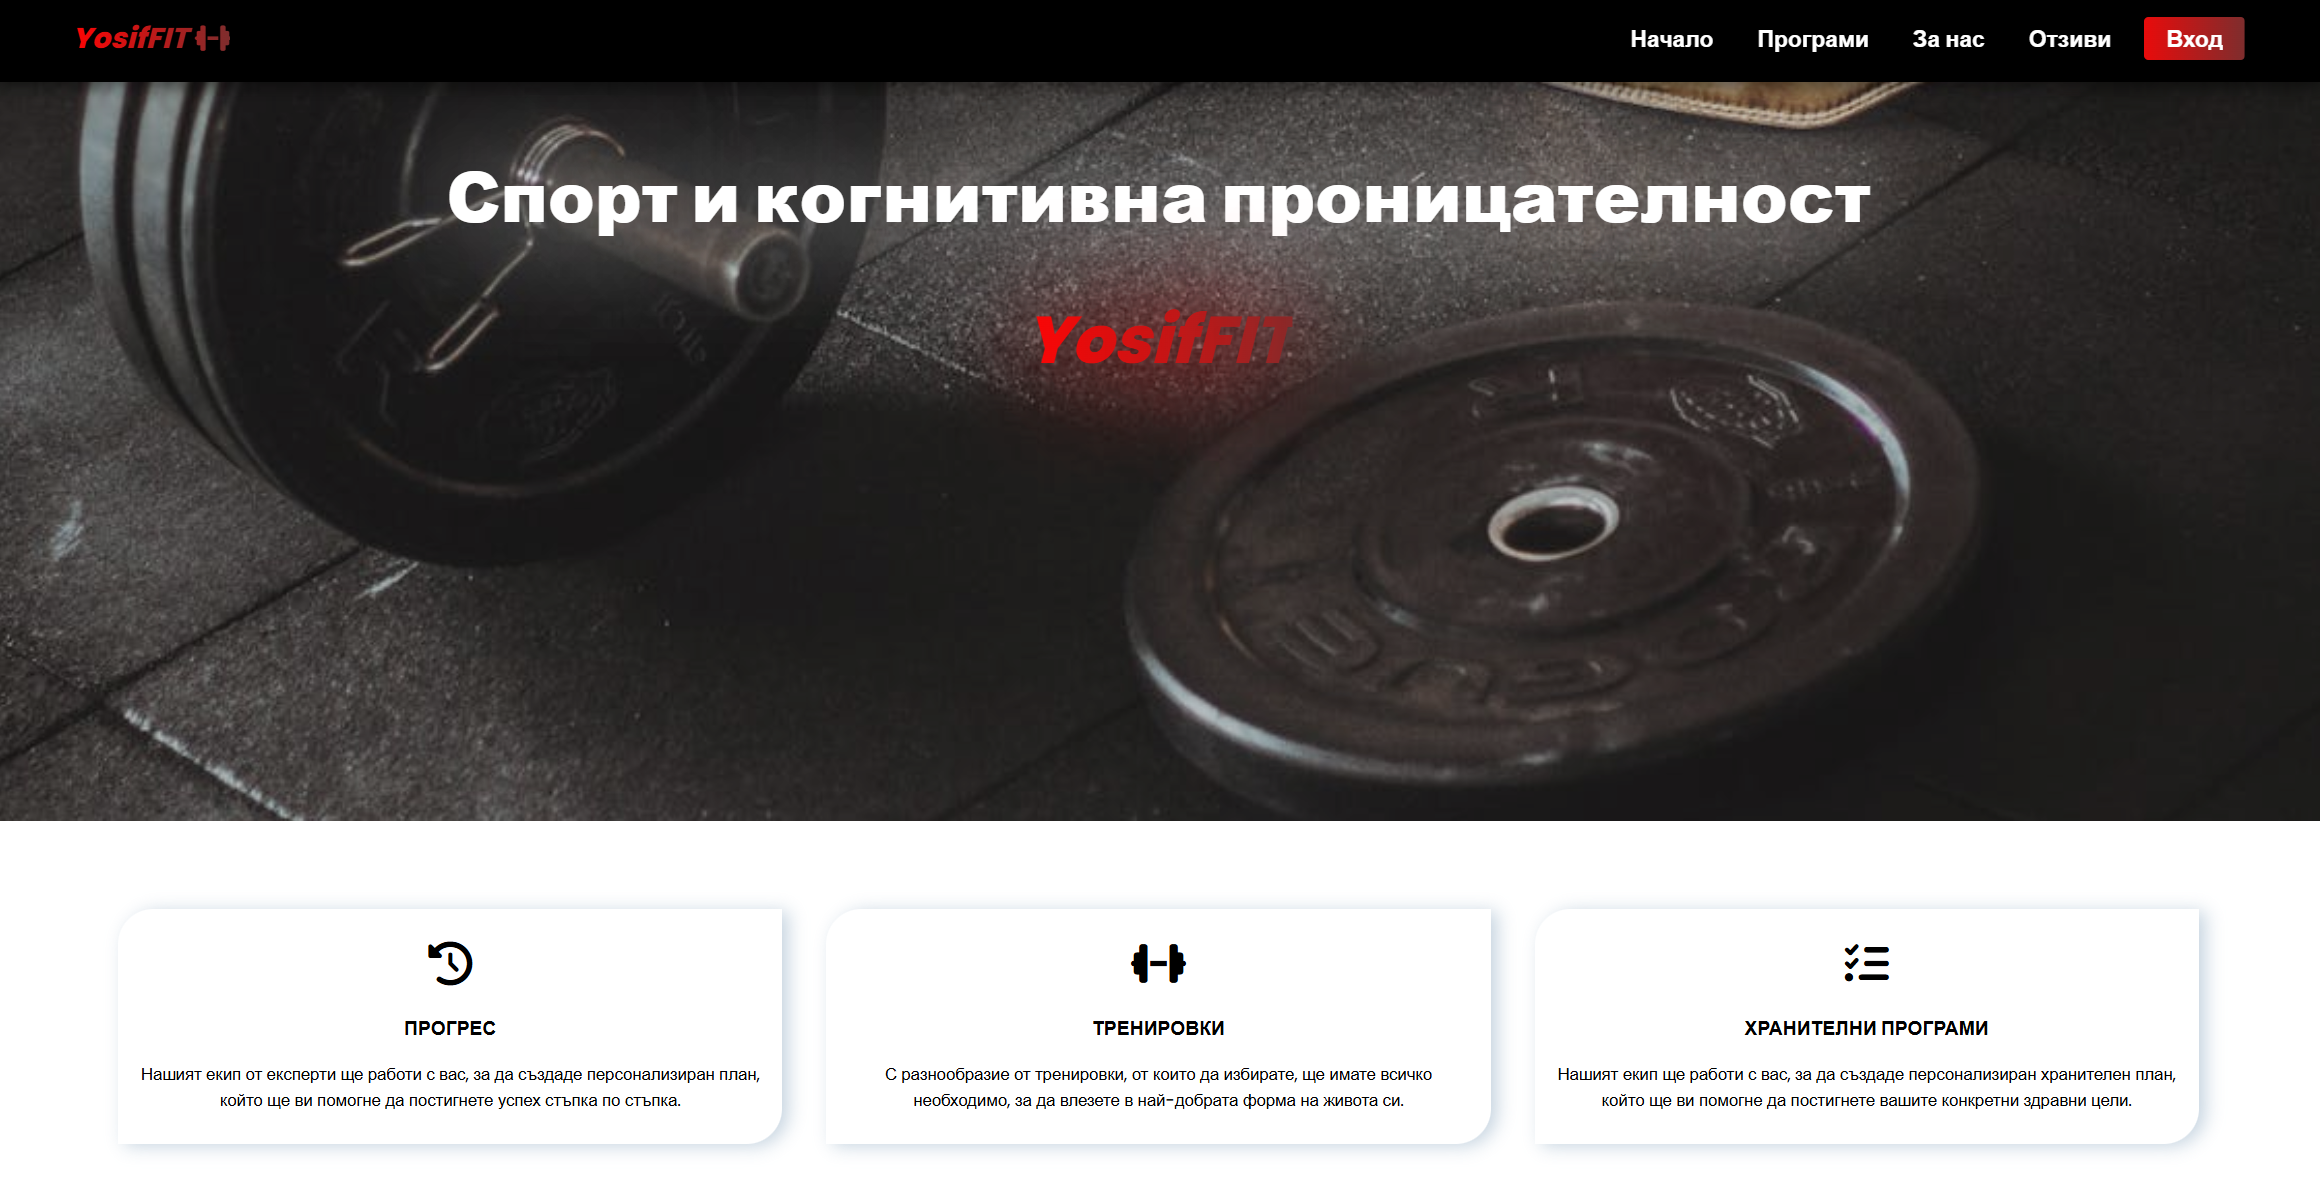 YosifFIT
Начало Програми За нас Отзиви Вход
Спорт и когнитивна проницателност
YosifFIT
ПРОГРЕС
Нашият екип от експерти ще работи с вас, за да създаде персонализиран план,
който ще ви помогне да постигнете успех стъпка по стъпка.
ТРЕНИРОВКИ
С разнообразие от тренировки, от които да избирате, ще имате всичко
необходимо, за да влезете в най-добрата форма на живота си.
ХРАНИТЕЛНИ ПРОГРАМИ
Нашият екип ще работи с вас, за да създаде персонализиран хранителен план,
който ще ви помогне да постигнете вашите конкретни здравни цели.